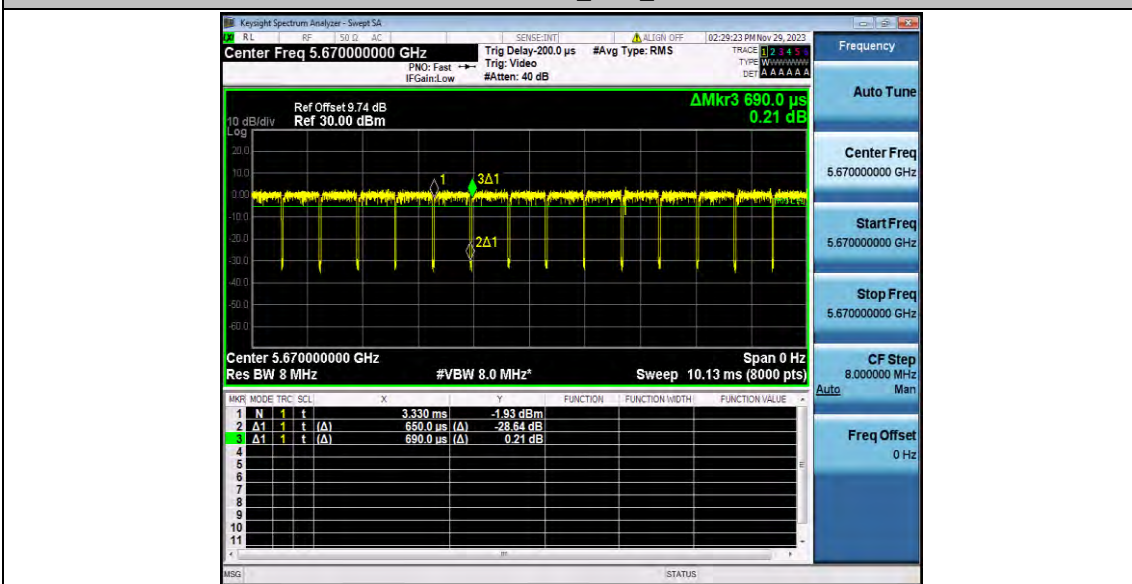 Keysight Spectrum Analyzer - Swept SA
RL RF 50 Ω AC SENSE:INT ALIGN OFF 02:29:23 PM Nov 29, 2023
Center Freq 5.670000000 GHz
Trig Delay-200.0 µs #Avg Type: RMS
PNO: Fast Trig: Video
IFGain:Low #Atten: 40 dB
TRACE 1 2 3 4 5 6
TYPE W
DET A A A A A A
ΔMkr3 690.0 µs
0.21 dB
Ref Offset 9.74 dB
10 dB/div Ref 30.00 dBm
Log
20.0
10.0
0.00
-10.0
-20.0
-30.0
-40.0
-50.0
-60.0
1
3Δ1
2Δ1
Center 5.670000000 GHz Span 0 Hz
Res BW 8 MHz #VBW 8.0 MHz* Sweep 10.13 ms (8000 pts)
MKR MODE TRC SCL X Y FUNCTION FUNCTION WIDTH FUNCTION VALUE
1 N 1 t 3.330 ms -1.93 dBm
2 Δ1 1 t (Δ) 650.0 µs (Δ) -28.64 dB
3 Δ1 1 t (Δ) 690.0 µs (Δ) 0.21 dB
4
5
6
7
8
9
10
11
MSG STATUS
Frequency
Auto Tune
Center Freq
5.670000000 GHz
Start Freq
5.670000000 GHz
Stop Freq
5.670000000 GHz
CF Step
8.000000 MHz
Auto Man
Freq Offset
0 Hz